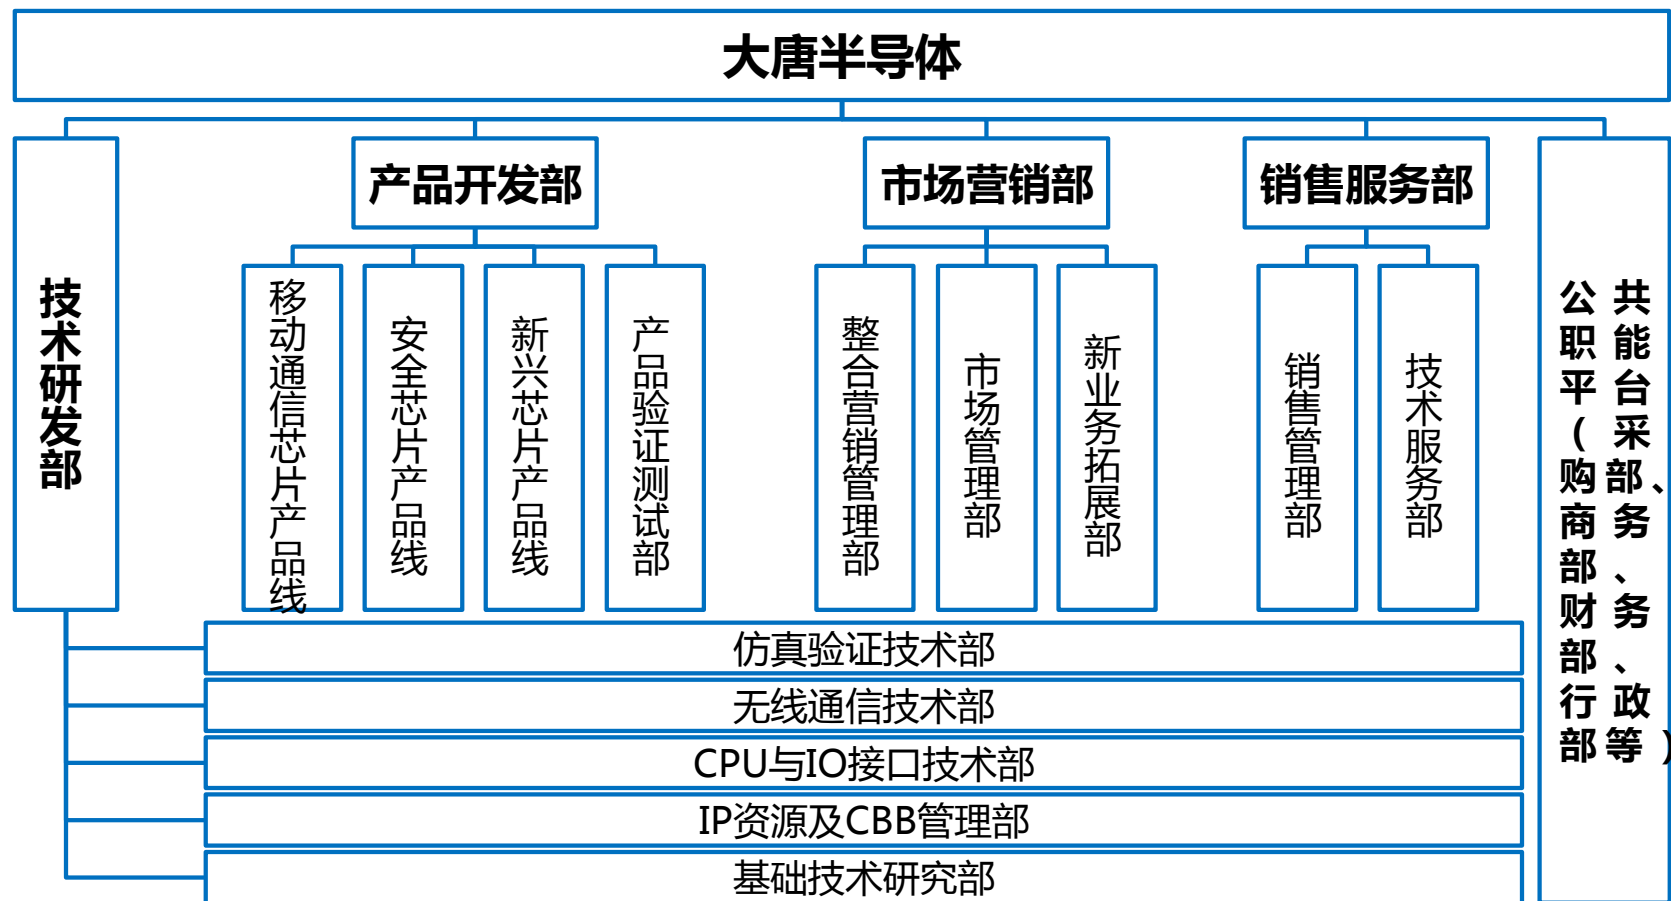 大唐半导体
技术研发部
产品开发部
市场营销部
销售服务部
移动通信芯片产品线
安全芯片产品线
新兴芯片产品线
产品验证测试部
整合营销管理部
市场管理部
新业务拓展部
销售管理部
技术服务部
公共
职能
平台
（采
购部、
商务
部、
财务
部、
行政
部等）
仿真验证技术部
无线通信技术部
CPU与IO接口技术部
IP资源及CBB管理部
基础技术研究部